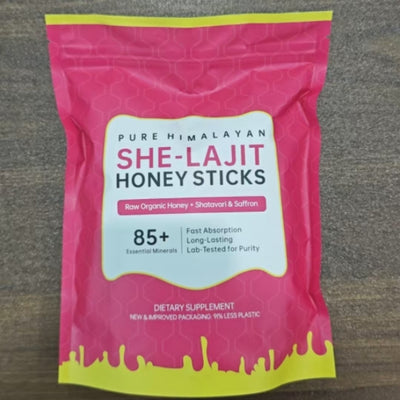 PURE HIMALAYAN
SHE-LAJIT
HONEY STICKS
Raw Organic Honey + Shatavari & Saffron
85+
Essential Minerals
Fast Absorption
Long-Lasting
Lab-Tested for Purity
DIETARY SUPPLEMENT
NEW & IMPROVED PACKAGING: 91% LESS PLASTIC